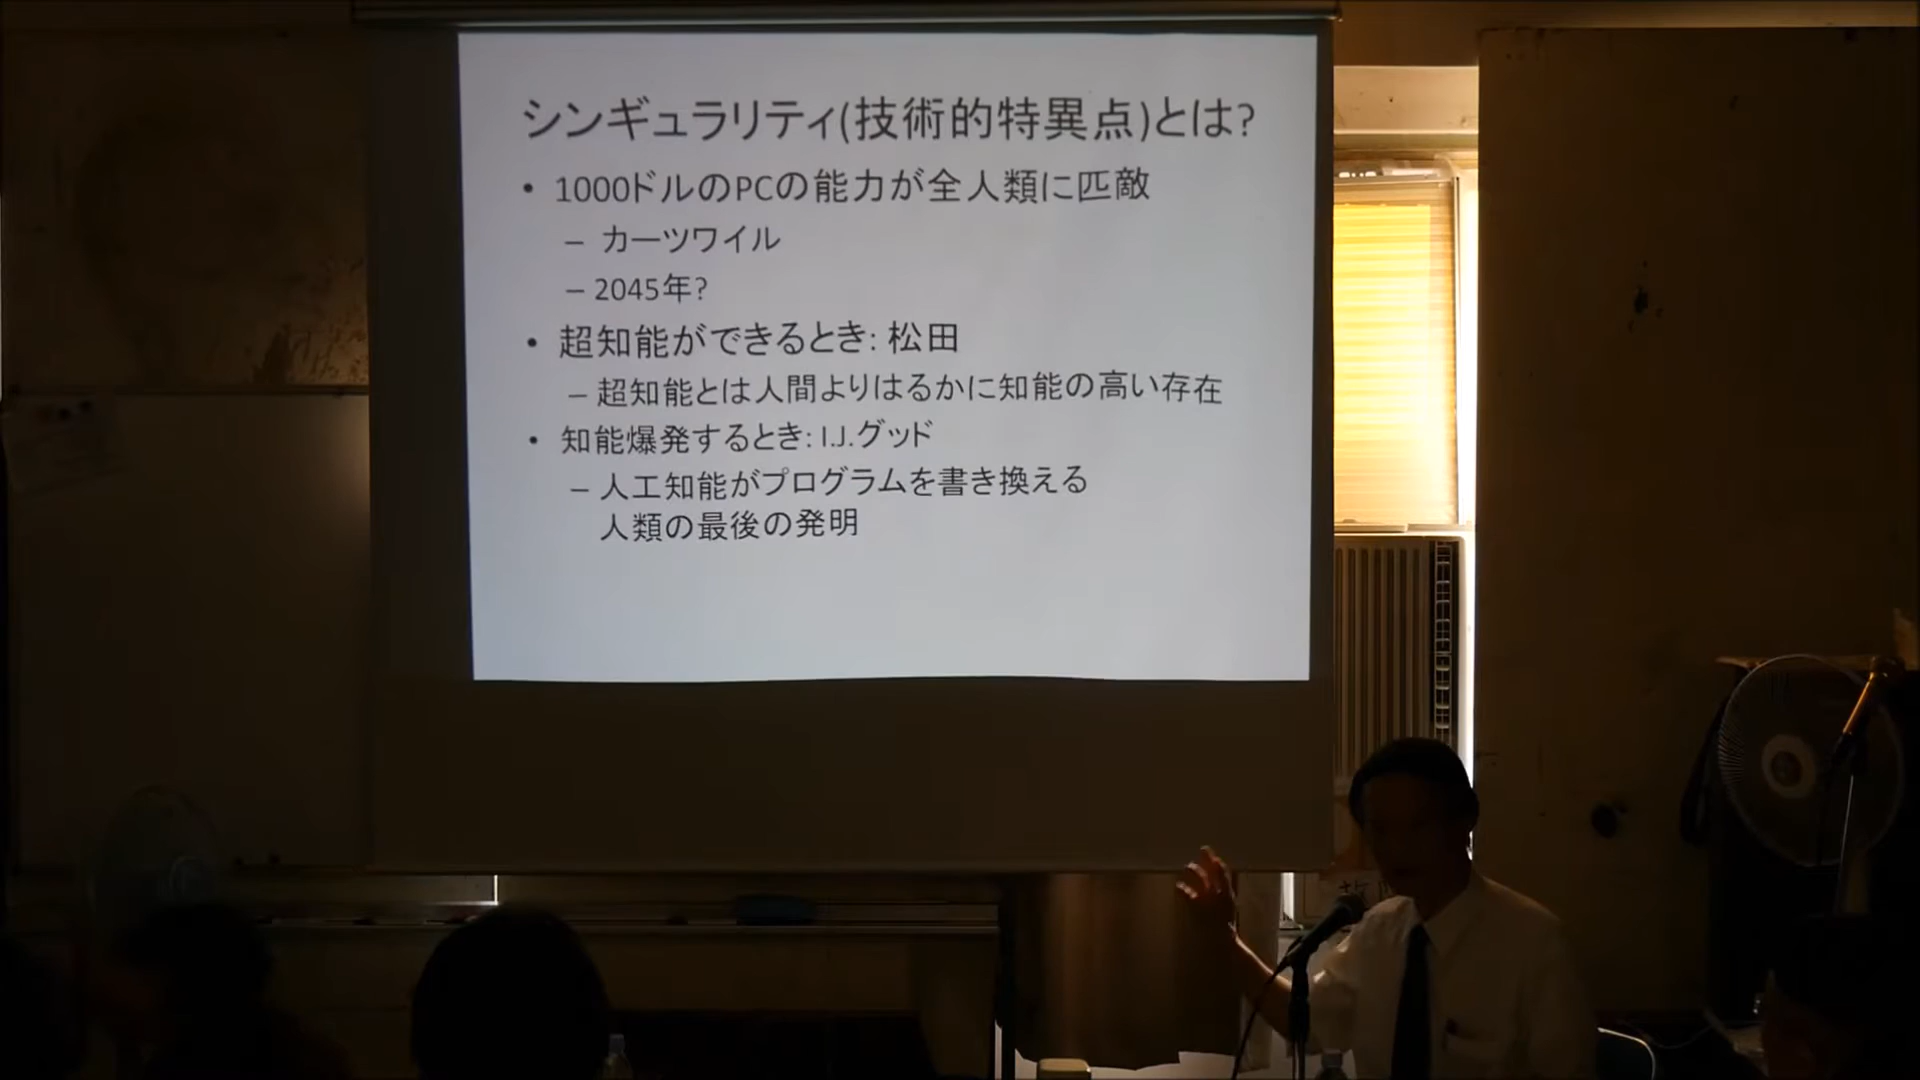 シンギュラリティ(技術的特異点)とは?
• 1000ドルのPCの能力が全人類に匹敵
– カーツワイル
– 2045年?
• 超知能ができるとき: 松田
– 超知能とは人間よりはるかに知能の高い存在
• 知能爆発するとき: I.J.グッド
– 人工知能がプログラムを書き換える
人類の最後の発明